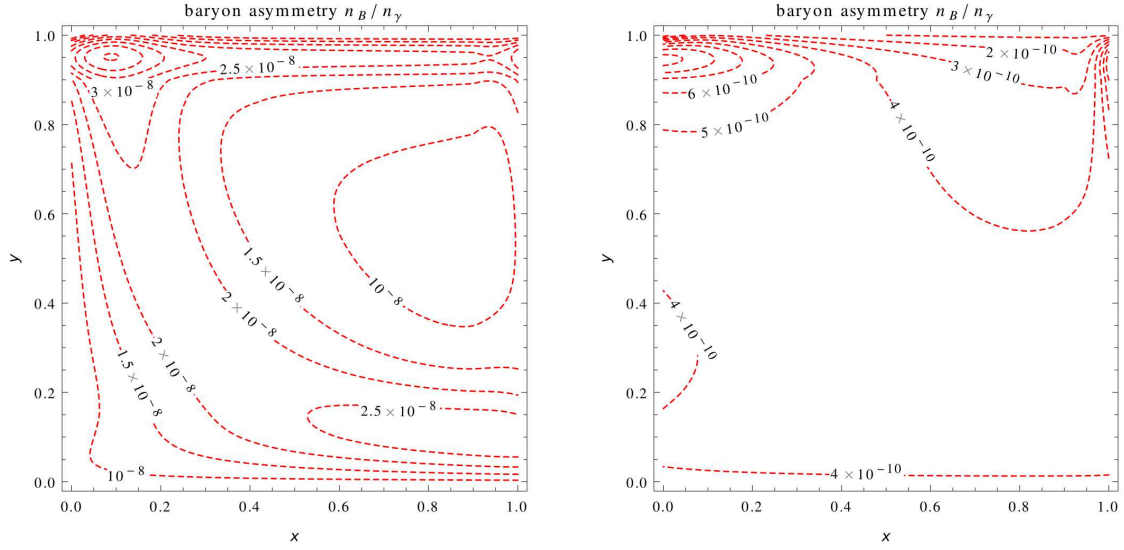 baryon asymmetry n_B / n_γ
1.0
0.8
0.6
0.4
0.2
0.0
y
0.0 0.2 0.4 0.6 0.8 1.0
x
2.5 × 10⁻⁸
3 × 10⁻⁸
1.5 × 10⁻⁸
10⁻⁸
2 × 10⁻⁸
2 × 10⁻⁸
1.5 × 10⁻⁸
2.5 × 10⁻⁸
10⁻⁸
baryon asymmetry n_B / n_γ
1.0
0.8
0.6
0.4
0.2
0.0
y
0.0 0.2 0.4 0.6 0.8 1.0
x
2 × 10⁻¹⁰
3 × 10⁻¹⁰
6 × 10⁻¹⁰
5 × 10⁻¹⁰
4 × 10⁻¹⁰
4 × 10⁻¹⁰
4 × 10⁻¹⁰